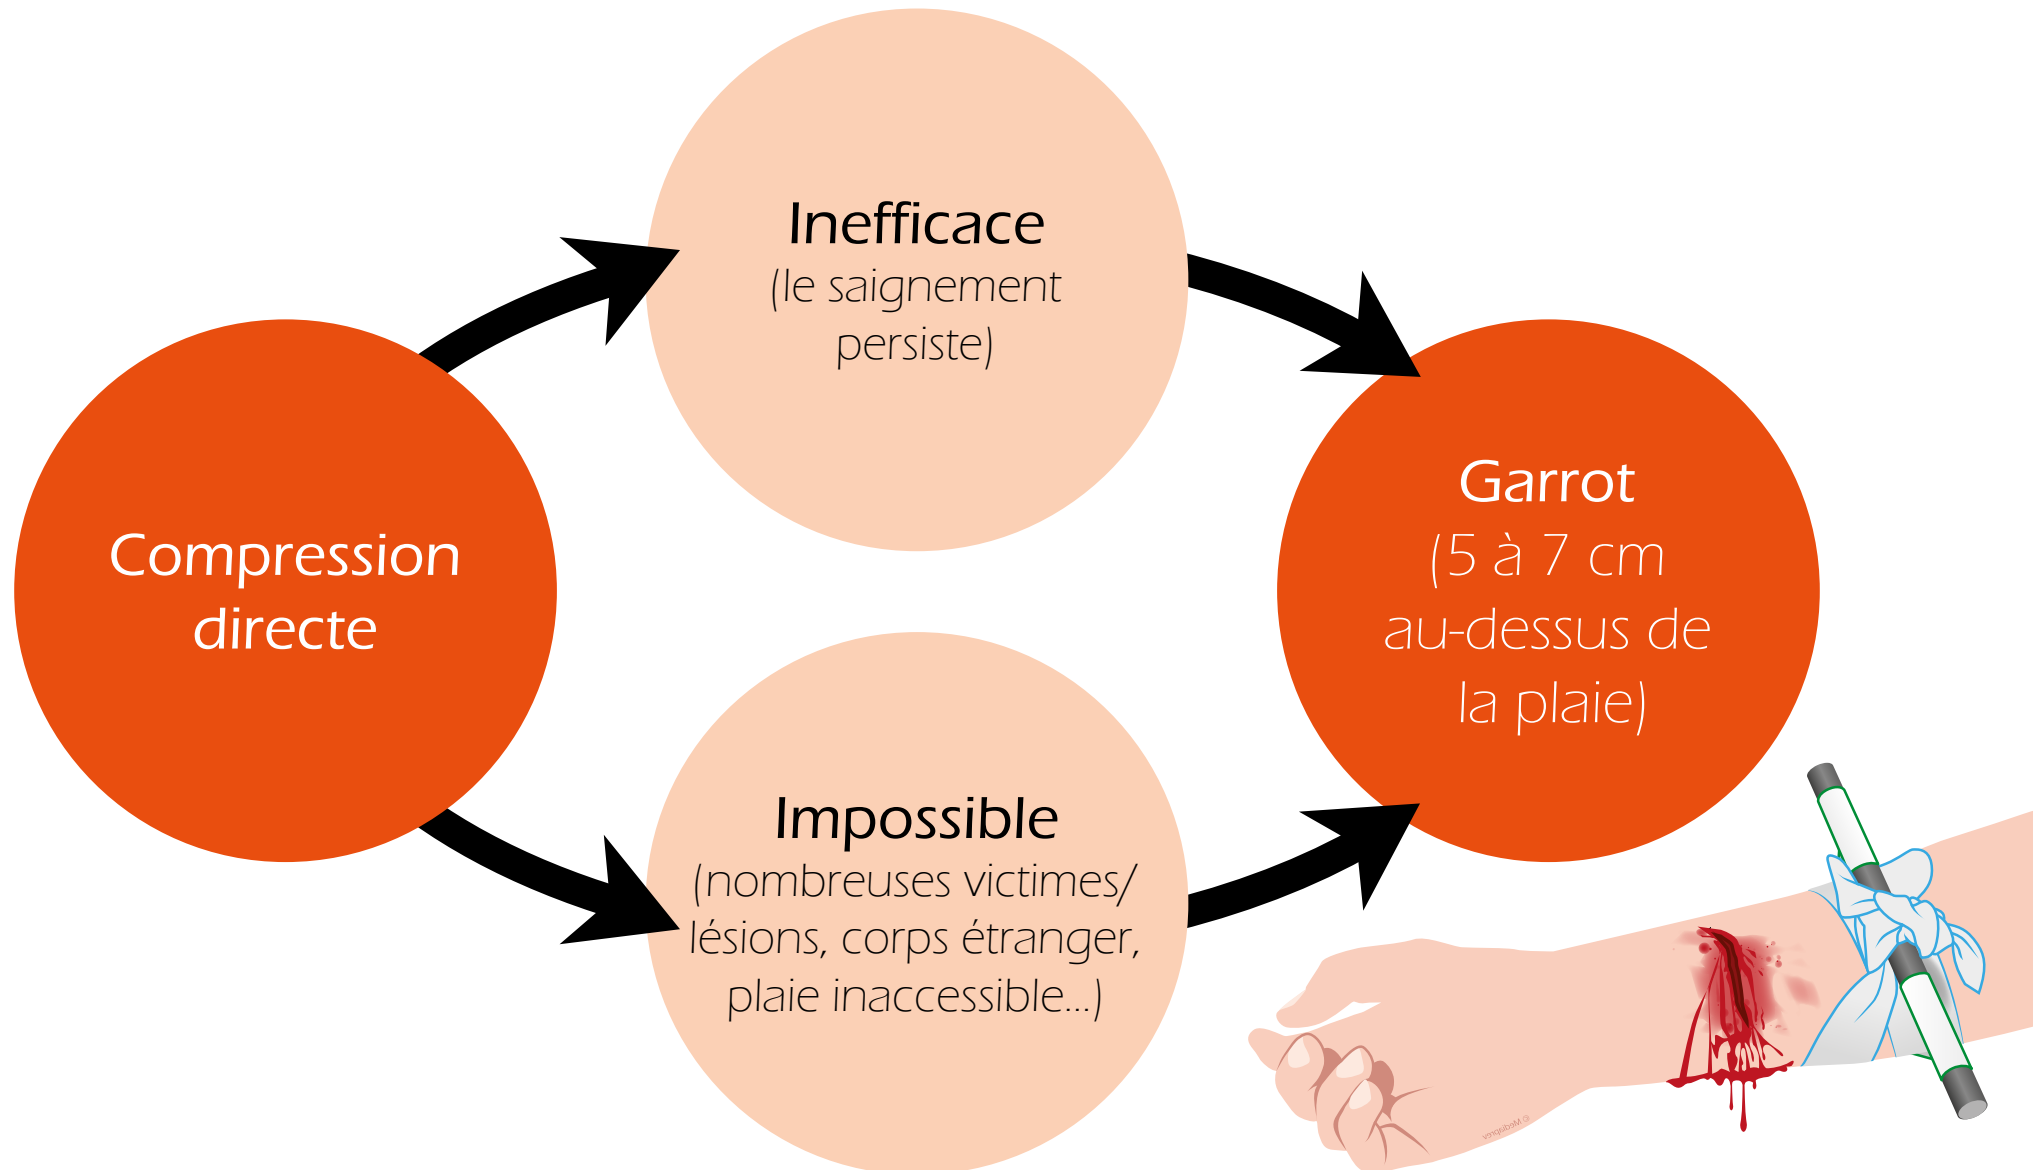 Compression
directe
Inefficace
(le saignement
persiste)
Impossible
(nombreuses victimes/
lésions, corps étranger,
plaie inaccessible...)
Garrot
(5 à 7 cm
au-dessus de
la plaie)
© Meduprev